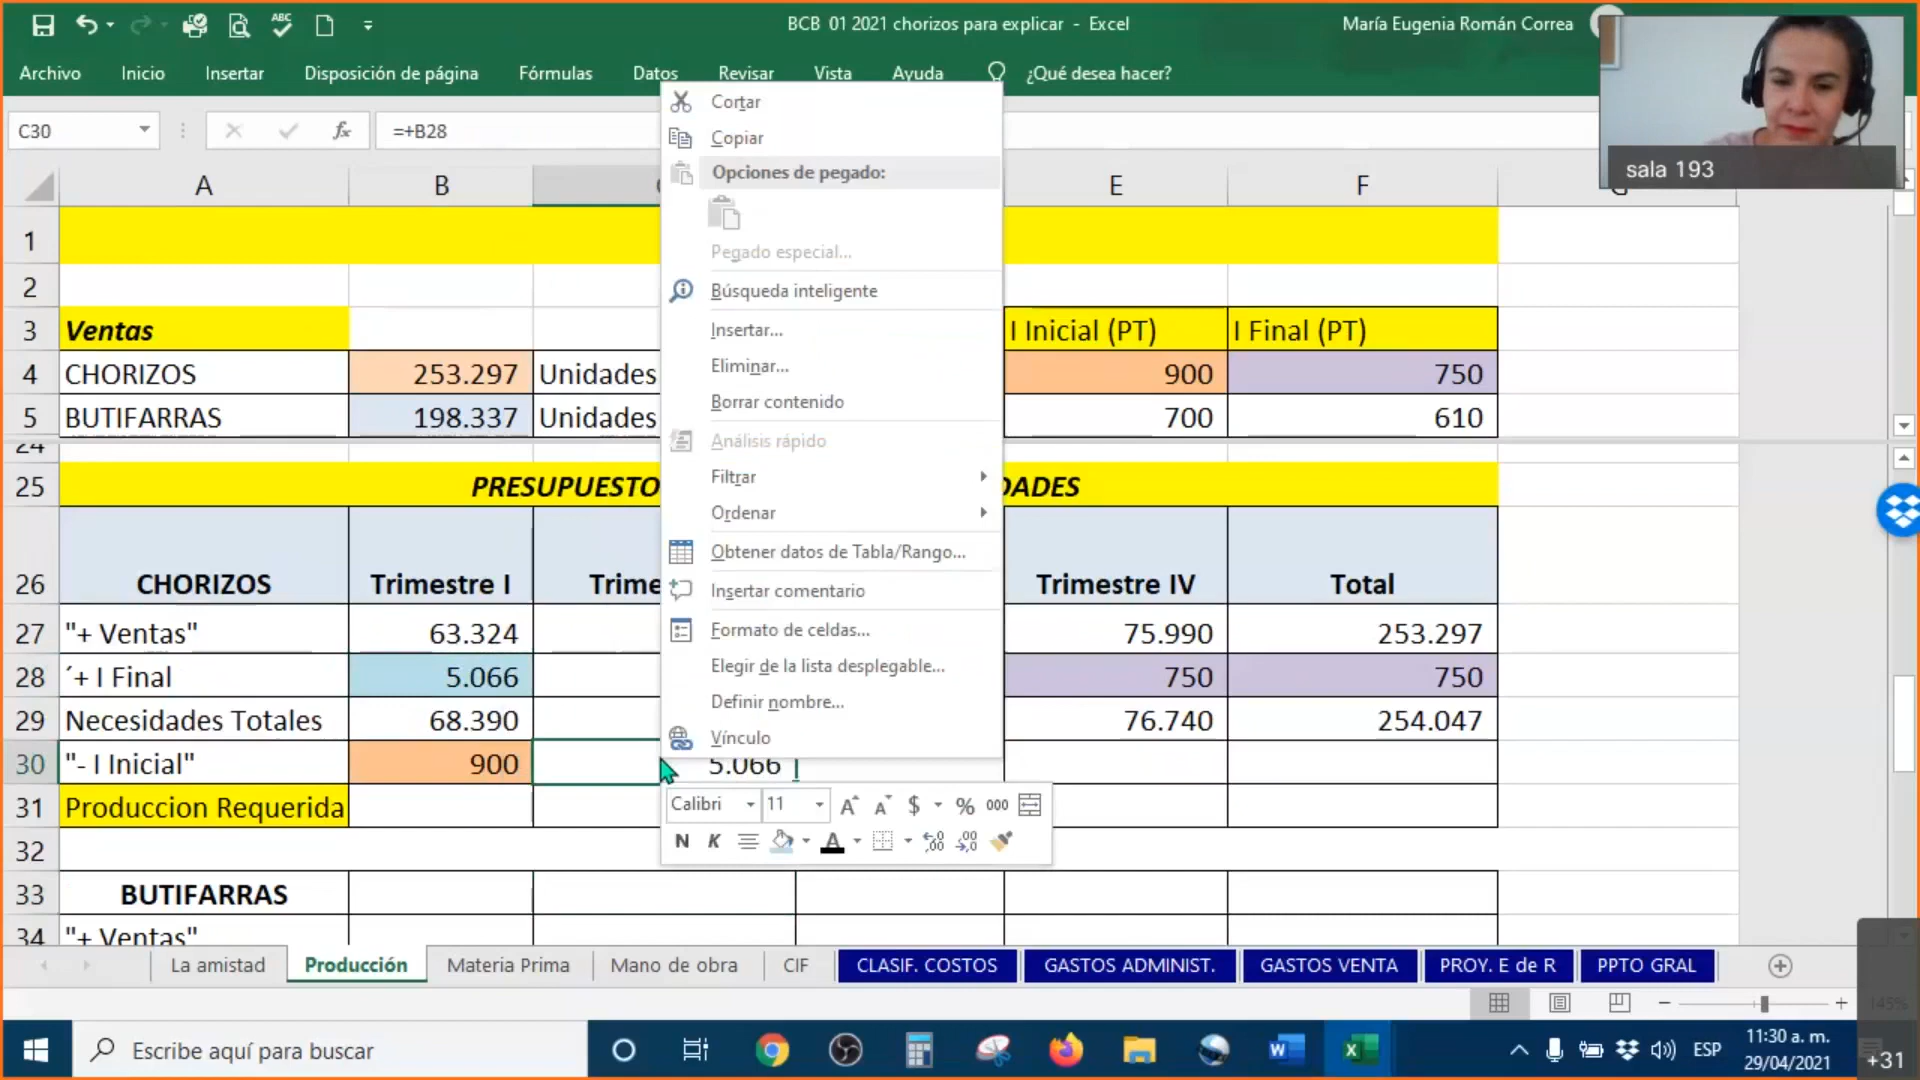 BCB  01 2021 chorizos para explicar  -  Excel
María Eugenia Román Correa
Archivo Inicio Insertar Disposición de página Fórmulas Datos Revisar Vista Ayuda ¿Qué desea hacer?
C30 fx =+B28
sala 193
A B E F
1
2
3 Ventas I Inicial (PT) I Final (PT)
4 CHORIZOS 253.297 Unidades 900 750
5 BUTIFARRAS 198.337 Unidades 700 610
24
25 PRESUPUESTO DADES
26 CHORIZOS Trimestre I Trime Trimestre IV Total
27 "+ Ventas" 63.324 75.990 253.297
28 ´+ I Final 5.066 750 750
29 Necesidades Totales 68.390 76.740 254.047
30 "- I Inicial" 900 5.066
31 Produccion Requerida
32
33 BUTIFARRAS
34 "+ Ventas"
Cortar
Copiar
Opciones de pegado:
Pegado especial...
Búsqueda inteligente
Insertar...
Eliminar...
Borrar contenido
Análisis rápido
Filtrar
Ordenar
Obtener datos de Tabla/Rango...
Insertar comentario
Formato de celdas...
Elegir de la lista desplegable...
Definir nombre...
Vínculo
Calibri 11 A A $ % 000
N K A
La amistad Producción Materia Prima Mano de obra CIF CLASIF. COSTOS GASTOS ADMINIST. GASTOS VENTA PROY. E de R PPTO GRAL
145%
Escribe aquí para buscar
ESP
11:30 a. m.
29/04/2021
+31